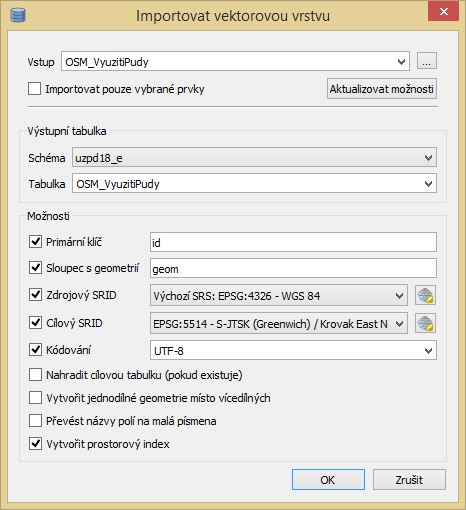 Importovat vektorovou vrstvu
Vstup OSM_VyuzitiPudy ...
Importovat pouze vybrané prvky Aktualizovat možnosti
Výstupní tabulka
Schéma uzpd18_e
Tabulka OSM_VyuzitiPudy
Možnosti
Primární klíč id
Sloupec s geometrií geom
Zdrojový SRID Výchozí SRS: EPSG:4326 - WGS 84
Cílový SRID EPSG:5514 - S-JTSK (Greenwich) / Krovak East N
Kódování UTF-8
Nahradit cílovou tabulku (pokud existuje)
Vytvořit jednodílné geometrie místo vícedílných
Převést názvy polí na malá písmena
Vytvořit prostorový index
OK Zrušit